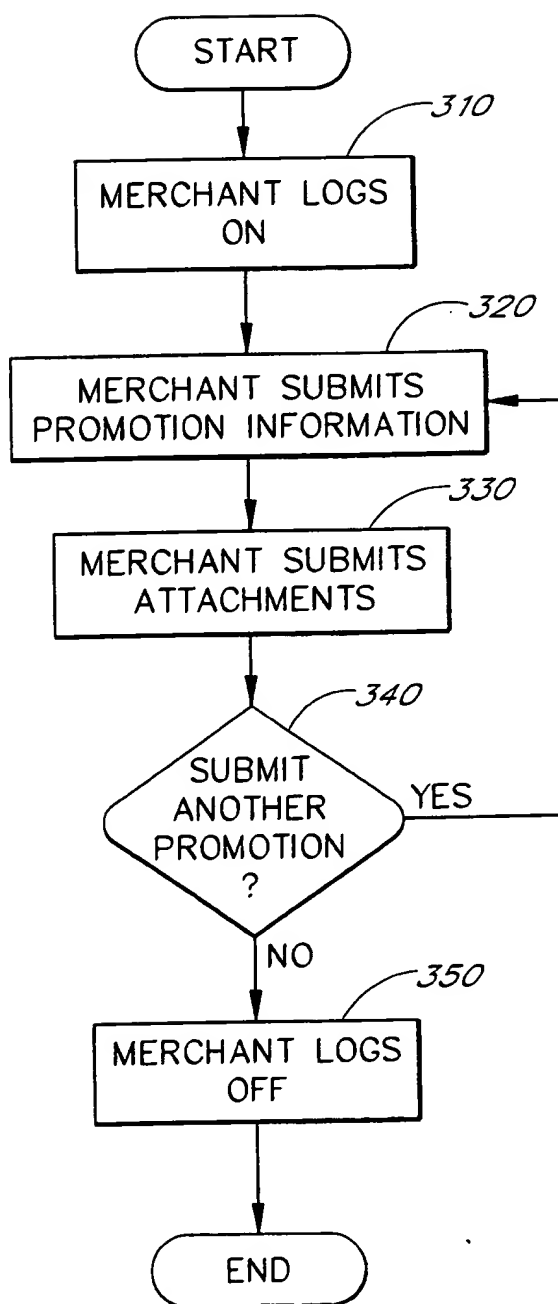 START
310
MERCHANT LOGS
ON
320
MERCHANT SUBMITS
PROMOTION INFORMATION
330
MERCHANT SUBMITS
ATTACHMENTS
340
SUBMIT
ANOTHER
PROMOTION
?
YES
NO
350
MERCHANT LOGS
OFF
END